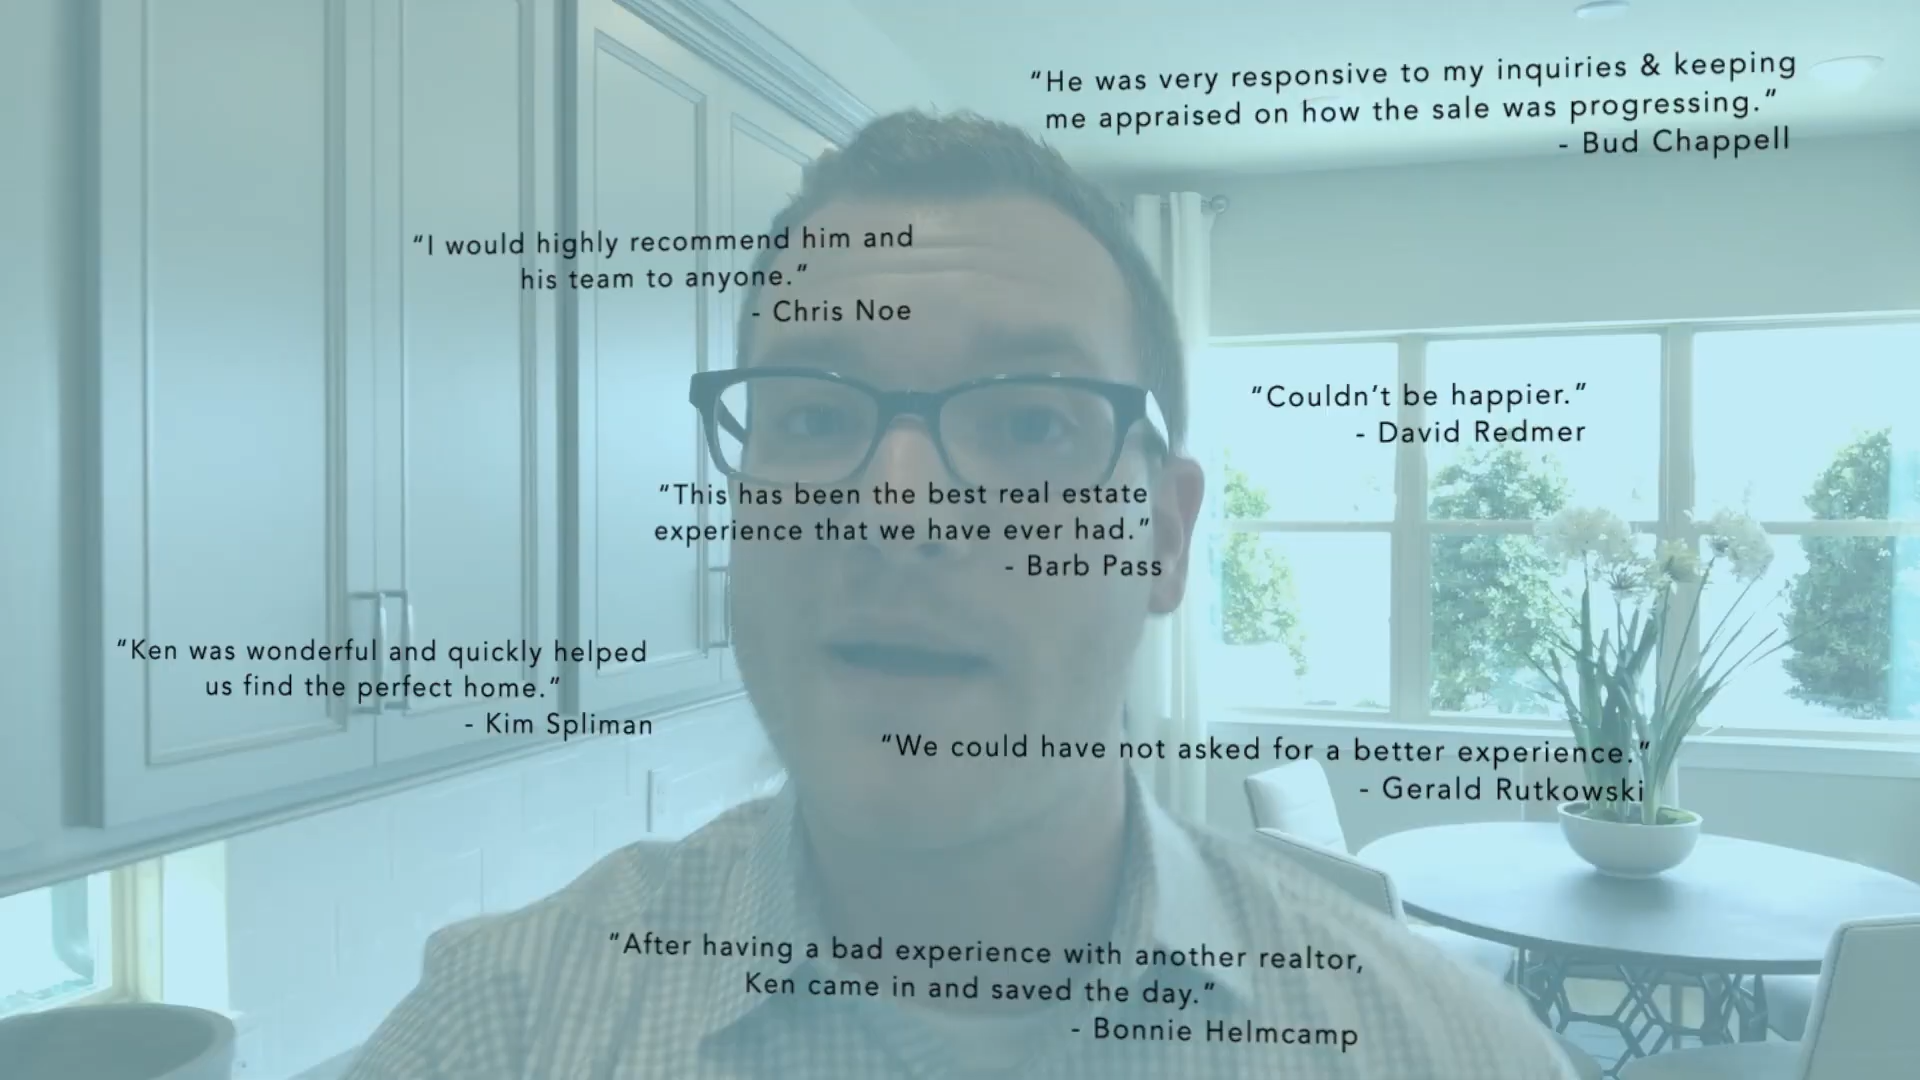 “He was very responsive to my inquiries & keeping
me appraised on how the sale was progressing.”
- Bud Chappell
“I would highly recommend him and
his team to anyone.”
- Chris Noe
“Couldn’t be happier.”
- David Redmer
“This has been the best real estate
experience that we have ever had.”
- Barb Pass
“Ken was wonderful and quickly helped
us find the perfect home.”
- Kim Spliman
“We could have not asked for a better experience.”
- Gerald Rutkowski
“After having a bad experience with another realtor,
Ken came in and saved the day.”
- Bonnie Helmcamp